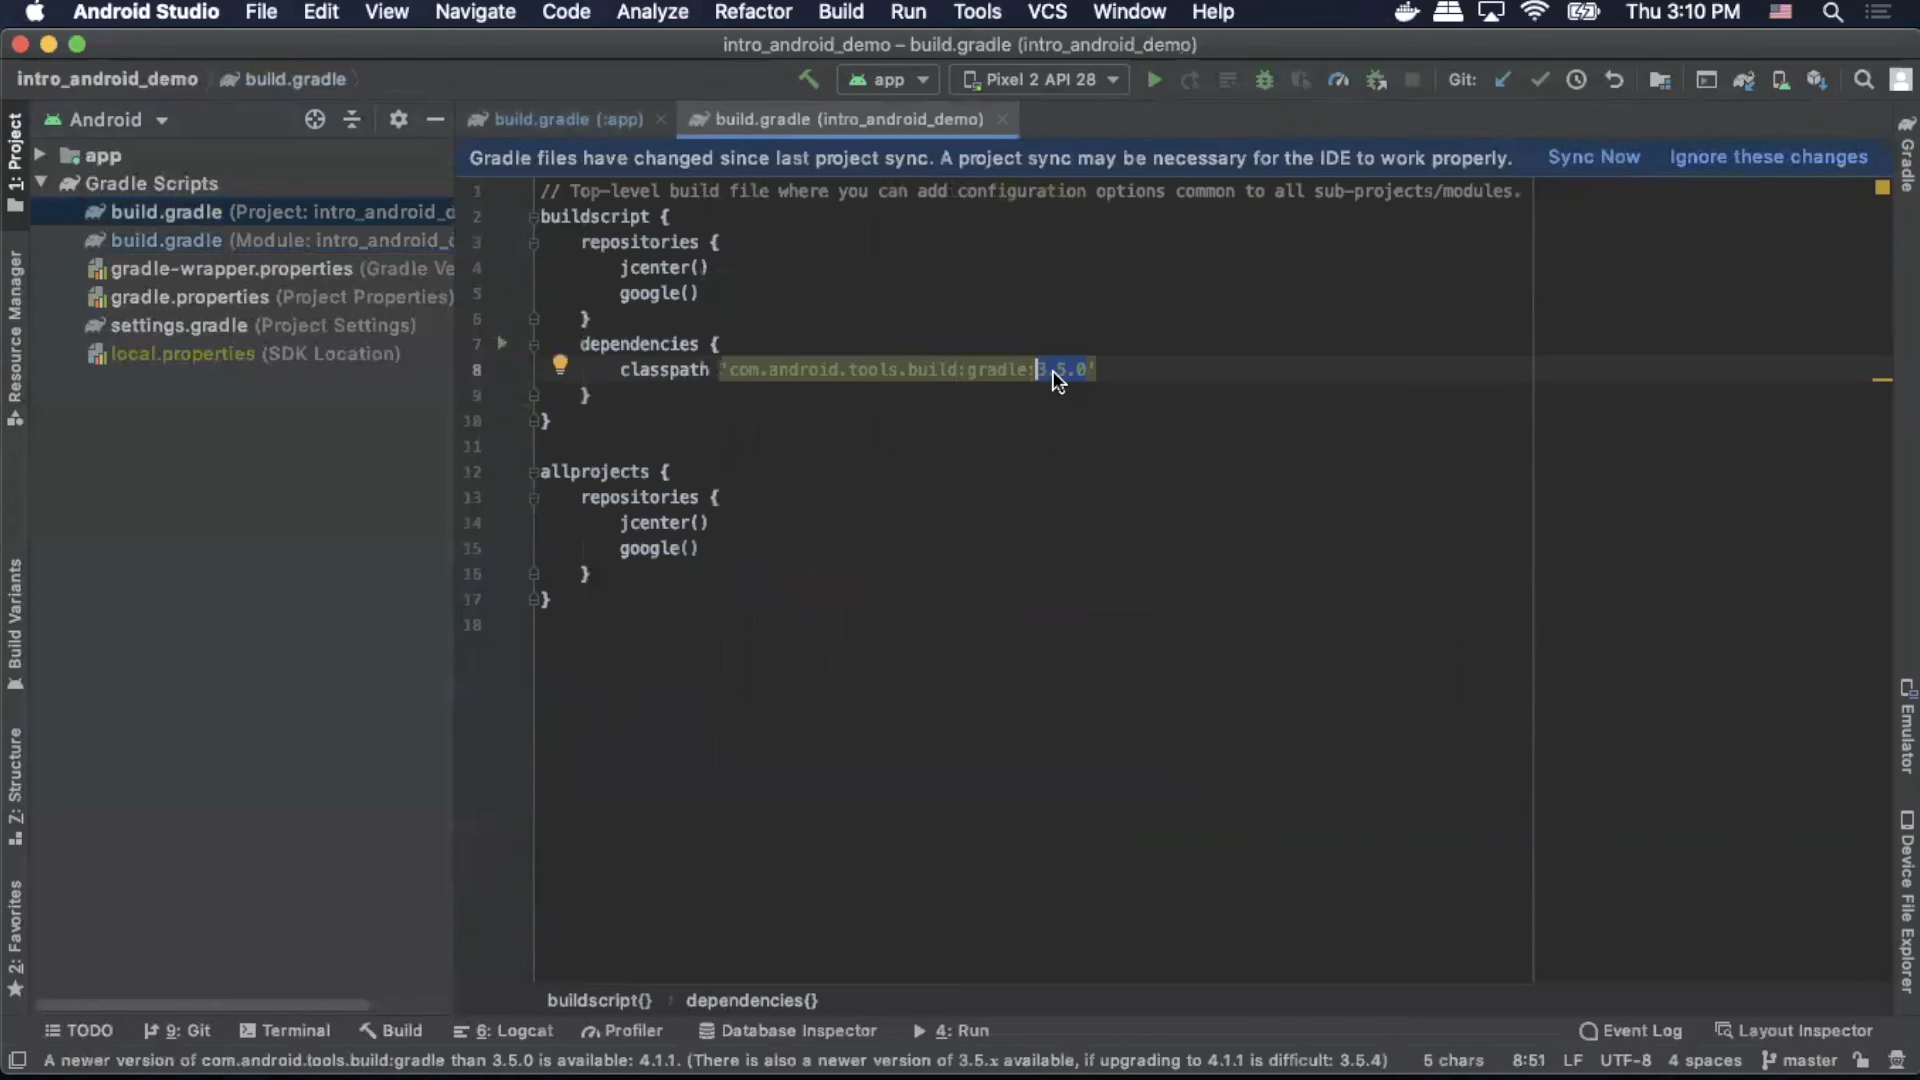 Android Studio File Edit View Navigate Code Analyze Refactor Build Run Tools VCS Window Help Thu 3:10 PM
intro_android_demo – build.gradle (intro_android_demo)
intro_android_demo build.gradle app Pixel 2 API 28 Git:
Android build.gradle (:app) build.gradle (intro_android_demo)
Gradle files have changed since last project sync. A project sync may be necessary for the IDE to work properly. Sync Now Ignore these changes
app
Gradle Scripts
build.gradle (Project: intro_android_d
build.gradle (Module: intro_android_
gradle-wrapper.properties (Gradle Ve
gradle.properties (Project Properties)
settings.gradle (Project Settings)
local.properties (SDK Location)
1 // Top-level build file where you can add configuration options common to all sub-projects/modules.
2 buildscript {
3 repositories {
4 jcenter()
5 google()
6 }
7 dependencies {
8 classpath 'com.android.tools.build:gradle:3.5.0'
9 }
10 }
11
12 allprojects {
13 repositories {
14 jcenter()
15 google()
16 }
17 }
18
1: Project
Resource Manager
Build Variants
Z: Structure
2: Favorites
Gradle
Emulator
Device File Explorer
buildscript{} dependencies{}
TODO 9: Git Terminal Build 6: Logcat Profiler Database Inspector 4: Run Event Log Layout Inspector
A newer version of com.android.tools.build:gradle than 3.5.0 is available: 4.1.1. (There is also a newer version of 3.5.x available, if upgrading to 4.1.1 is difficult: 3.5.4) 5 chars 8:51 LF UTF-8 4 spaces master